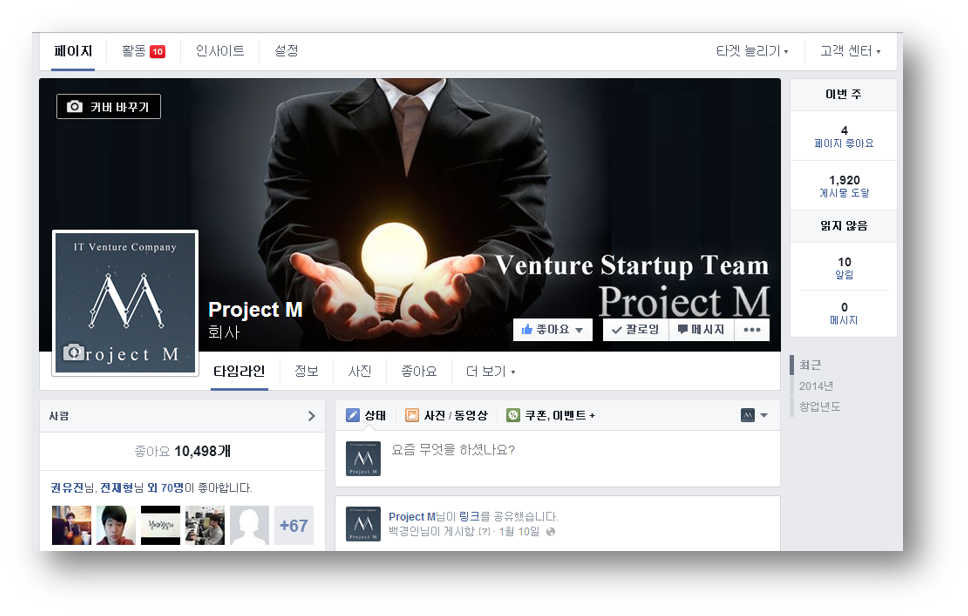 페이지 활동 10 인사이트 설정 타겟 늘리기 고객 센터
커버 바꾸기
IT Venture Company
M
Project M
Venture Startup Team
Project M
Project M
회사
좋아요 팔로잉 메시지 •••
타임라인 정보 사진 좋아요 더 보기
이번 주
4
페이지 좋아요
1,920
게시물 도달
읽지 않음
10
알림
0
메시지
최근
2014년
창업년도
사람
좋아요 10,498개
권유진님, 전재형님 외 70명이 좋아합니다.
+67
상태 사진 / 동영상 쿠폰, 이벤트 +
요즘 무엇을 하셨나요?
Project M님이 링크를 공유했습니다.
백경인님이 게시함 [?] · 1월 10일